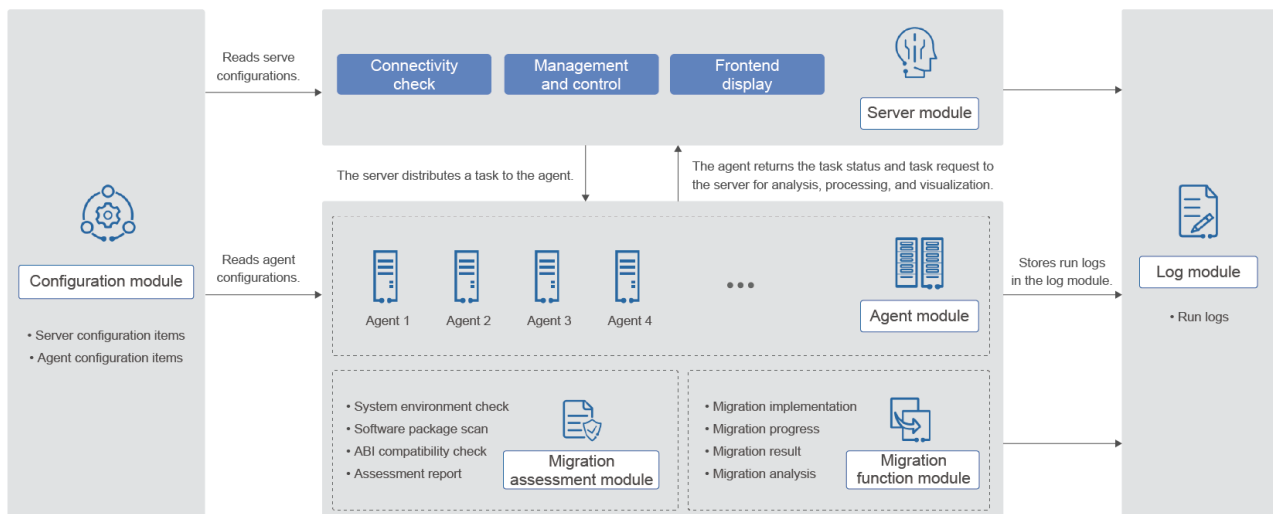 Reads serve
configurations.
Connectivity
check
Management
and control
Frontend
display
Server module
The server distributes a task to the agent.
The agent returns the task status and task request to
the server for analysis, processing, and visualization.
Configuration module
• Server configuration items
• Agent configuration items
Reads agent
configurations.
Agent 1
Agent 2
Agent 3
Agent 4
•••
Agent module
Stores run logs
in the log module.
Log module
• Run logs
• System environment check
• Software package scan
• ABI compatibility check
• Assessment report
Migration
assessment module
• Migration implementation
• Migration progress
• Migration result
• Migration analysis
Migration
function module